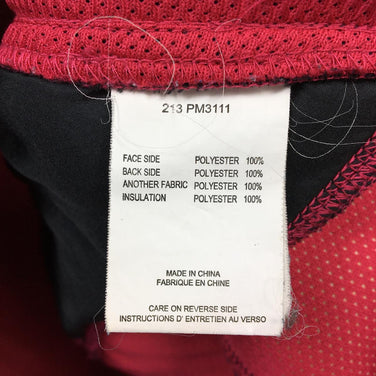 213 PM3111
FACE SIDE POLYESTER 100%
BACK SIDE POLYESTER 100%
ANOTHER FABRIC POLYESTER 100%
INSULATION POLYESTER 100%
MADE IN CHINA
FABRIQUE EN CHINE
CARE ON REVERSE SIDE
INSTRUCTIONS D' ENTRETIEN AU VERSO